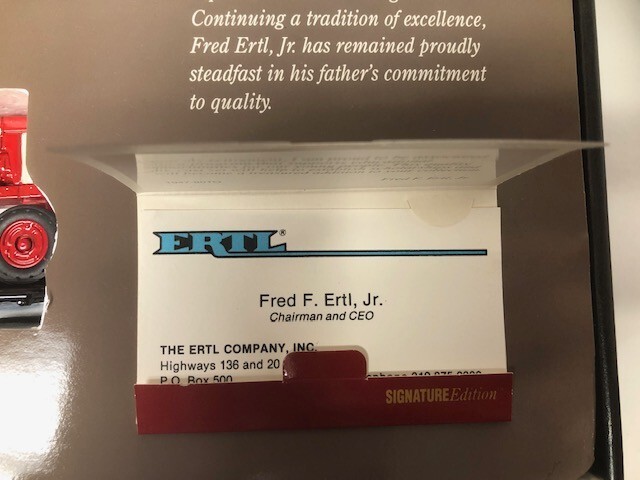 Continuing a tradition of excellence,
Fred Ertl, Jr. has remained proudly
steadfast in his father's commitment
to quality.
ERTL®
Fred F. Ertl, Jr.
Chairman and CEO
THE ERTL COMPANY, INC.
Highways 136 and 20
P.O. Box 500
SIGNATURE Edition